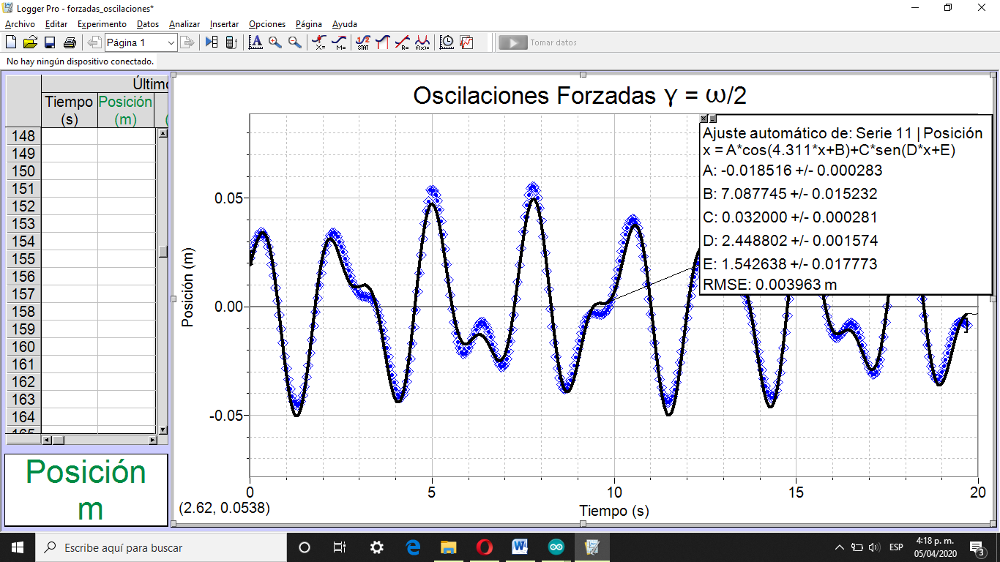 Logger Pro - forzadas_oscilaciones*
Archivo Editar Experimento Datos Analizar Insertar Opciones Página Ayuda
Página 1
Tomar datos
No hay ningún dispositivo conectado.
Último
Tiempo
(s)
Posición
(m)
(
148
149
150
151
152
153
154
155
156
157
158
159
160
161
162
163
164
165
Posición
m
Oscilaciones Forzadas γ = ω/2
Ajuste automático de: Serie 11 | Posición
x = A*cos(4.311*x+B)+C*sen(D*x+E)
A: -0.018516 +/- 0.000283
B: 7.087745 +/- 0.015232
C: 0.032000 +/- 0.000281
D: 2.448802 +/- 0.001574
E: 1.542638 +/- 0.017773
RMSE: 0.003963 m
Posición (m)
0.05
0.00
-0.05
0 5 10 15 20
(2.62, 0.0538)
Tiempo (s)
Escribe aquí para buscar
ESP
4:18 p. m.
05/04/2020
3